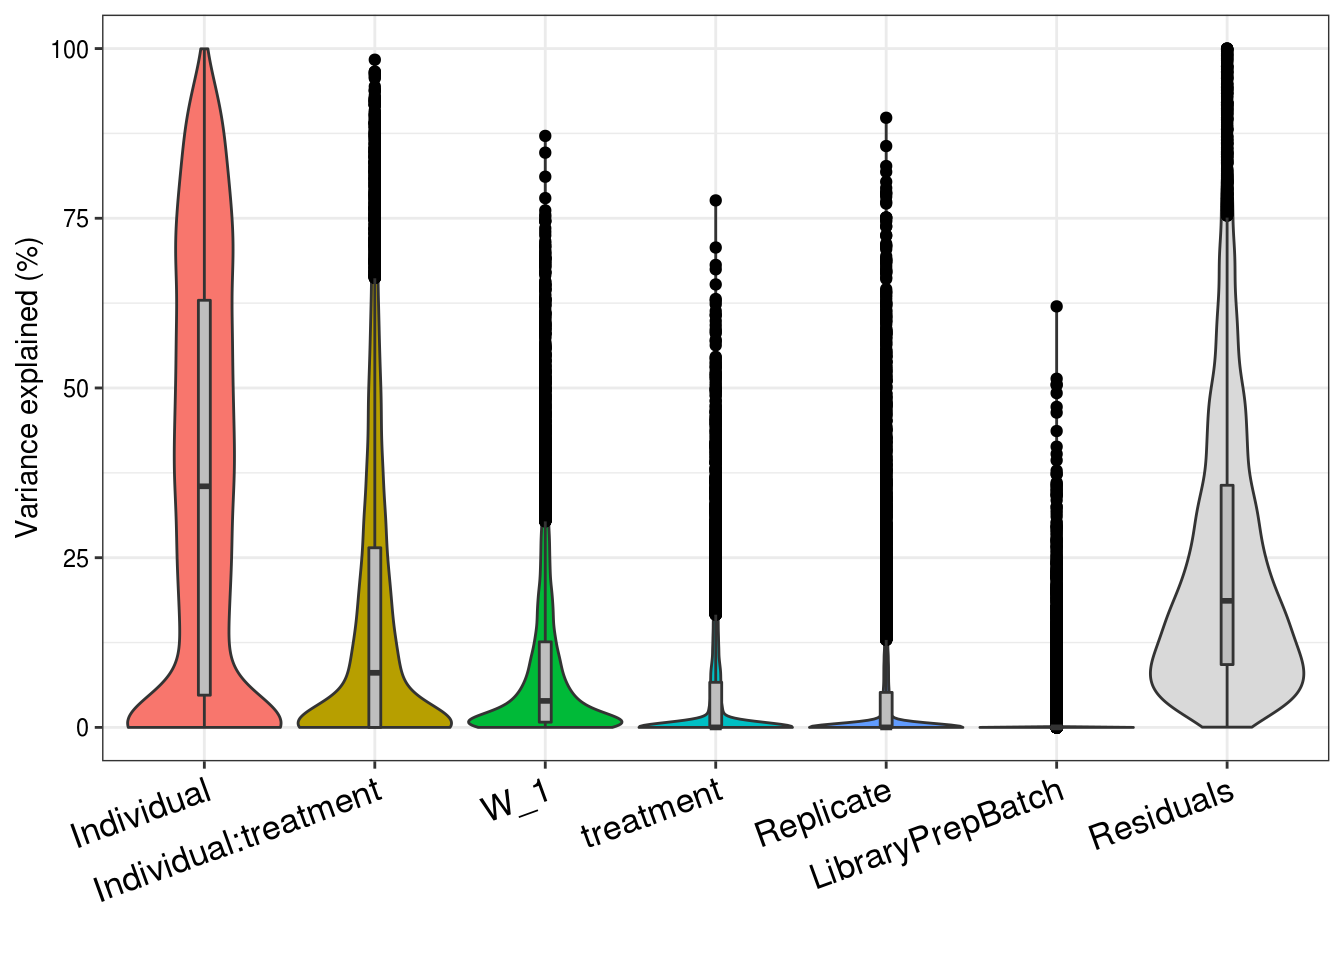 Variance explained (%)
100
75
50
25
0
Individual
Individual:treatment
W_1
treatment
Replicate
LibraryPrepBatch
Residuals